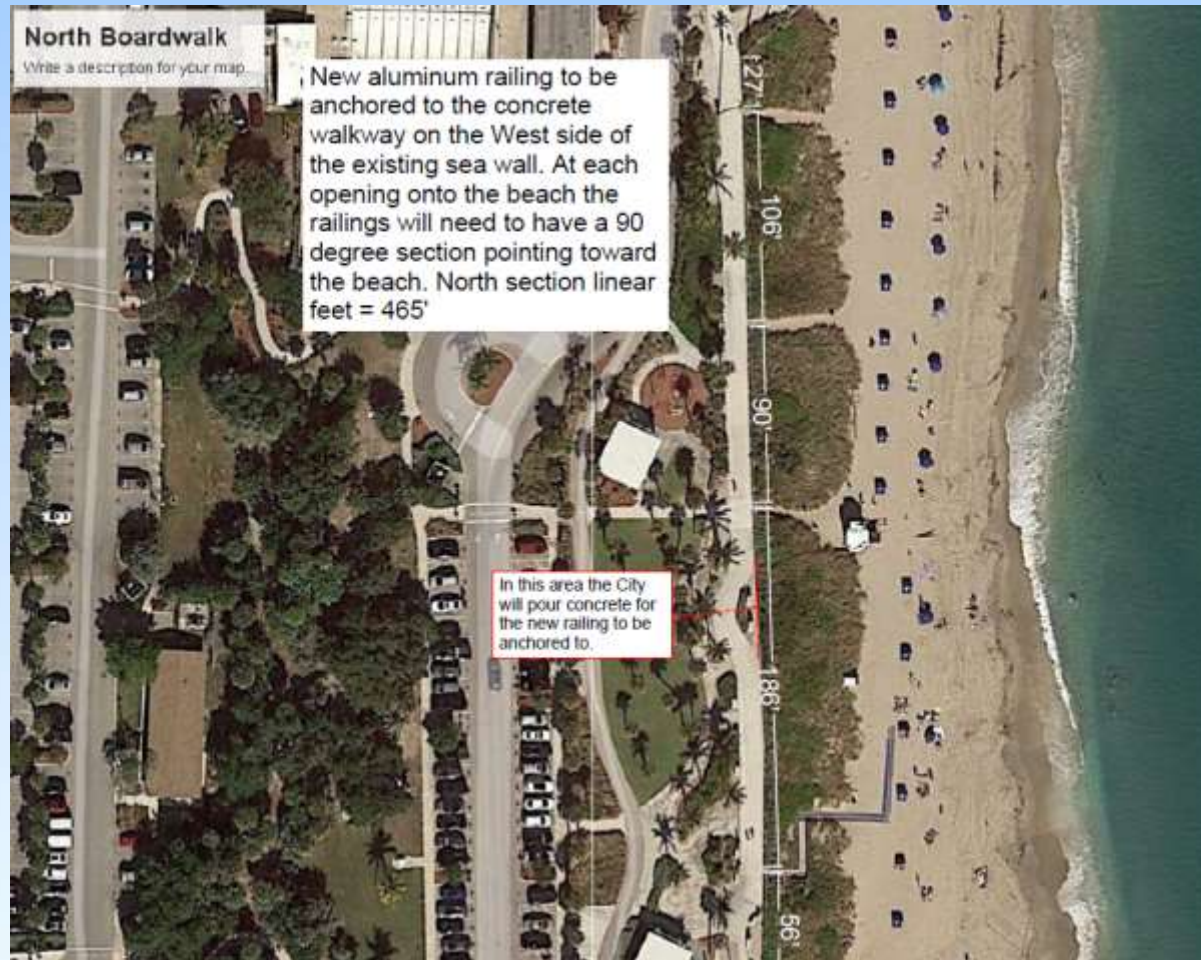 North Boardwalk
Write a description for your map.
New aluminum railing to be
anchored to the concrete
walkway on the West side of
the existing sea wall. At each
opening onto the beach the
railings will need to have a 90
degree section pointing toward
the beach. North section linear
feet = 465'
27'
106'
90'
In this area the City
will pour concrete for
the new railing to be
anchored to.
186'
56'